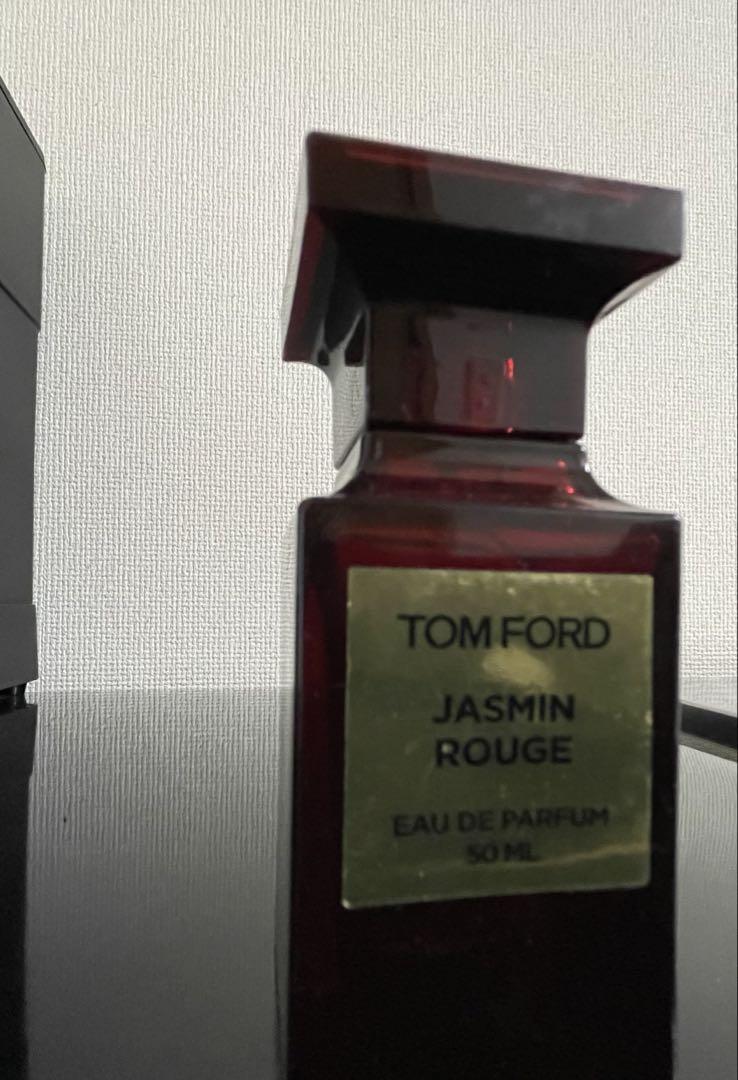 TOM FORD
JASMIN
ROUGE
EAU DE PARFUM
50 ML